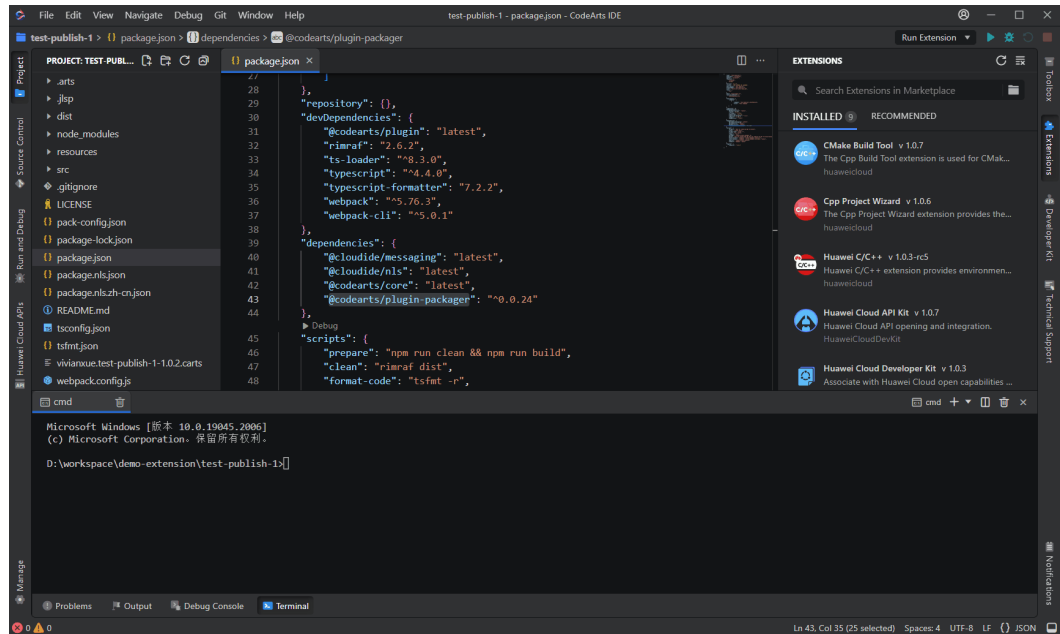 File Edit View Navigate Debug Git Window Help
test-publish-1 - package.json - CodeArts IDE
test-publish-1 > {} package.json > {} dependencies > abc @codearts/plugin-packager
Run Extension
Project
Source Control
Run and Debug
Huawei Cloud APIs
API
Manage
PROJECT: TEST-PUBL...
.arts
.jlsp
dist
node_modules
resources
src
.gitignore
LICENSE
{} pack-config.json
{} package-lock.json
{} package.json
{} package.nls.json
{} package.nls.zh-cn.json
README.md
tsconfig.json
{} tsfmt.json
vivianxue.test-publish-1-1.0.2.carts
webpack.config.js
{} package.json ×
27 ]
28 },
29 "repository": {},
30 "devDependencies": {
31 "@codearts/plugin": "latest",
32 "rimraf": "2.6.2",
33 "ts-loader": "^8.3.0",
34 "typescript": "^4.4.0",
35 "typescript-formatter": "7.2.2",
36 "webpack": "^5.76.3",
37 "webpack-cli": "^5.0.1"
38 },
39 "dependencies": {
40 "@cloudide/messaging": "latest",
41 "@cloudide/nls": "latest",
42 "@codearts/core": "latest",
43 "@codearts/plugin-packager": "^0.0.24"
44 },
Debug
45 "scripts": {
46 "prepare": "npm run clean && npm run build",
47 "clean": "rimraf dist",
48 "format-code": "tsfmt -r",
EXTENSIONS
Search Extensions in Marketplace
INSTALLED 9 RECOMMENDED
C/C++
CMake Build Tool v 1.0.7
The Cpp Build Tool extension is used for CMak...
huaweicloud
C/C++
Cpp Project Wizard v 1.0.6
The Cpp Project Wizard extension provides the...
huaweicloud
C/C++
Huawei C/C++ v 1.0.3-rc5
Huawei C/C++ extension provides environmen...
huaweicloud
Huawei Cloud API Kit v 1.0.7
Huawei Cloud API opening and integration.
HuaweiCloudDevKit
Huawei Cloud Developer Kit v 1.0.3
Associate with Huawei Cloud open capabilities ...
Toolbox
Extensions
Developer Kit
Technical Support
Notifications
cmd
cmd
Microsoft Windows [版本 10.0.19045.2006]
(c) Microsoft Corporation。保留所有权利。
D:\workspace\demo-extension\test-publish-1>
Problems Output Debug Console Terminal
0 0
Ln 43, Col 35 (25 selected) Spaces: 4 UTF-8 LF {} JSON